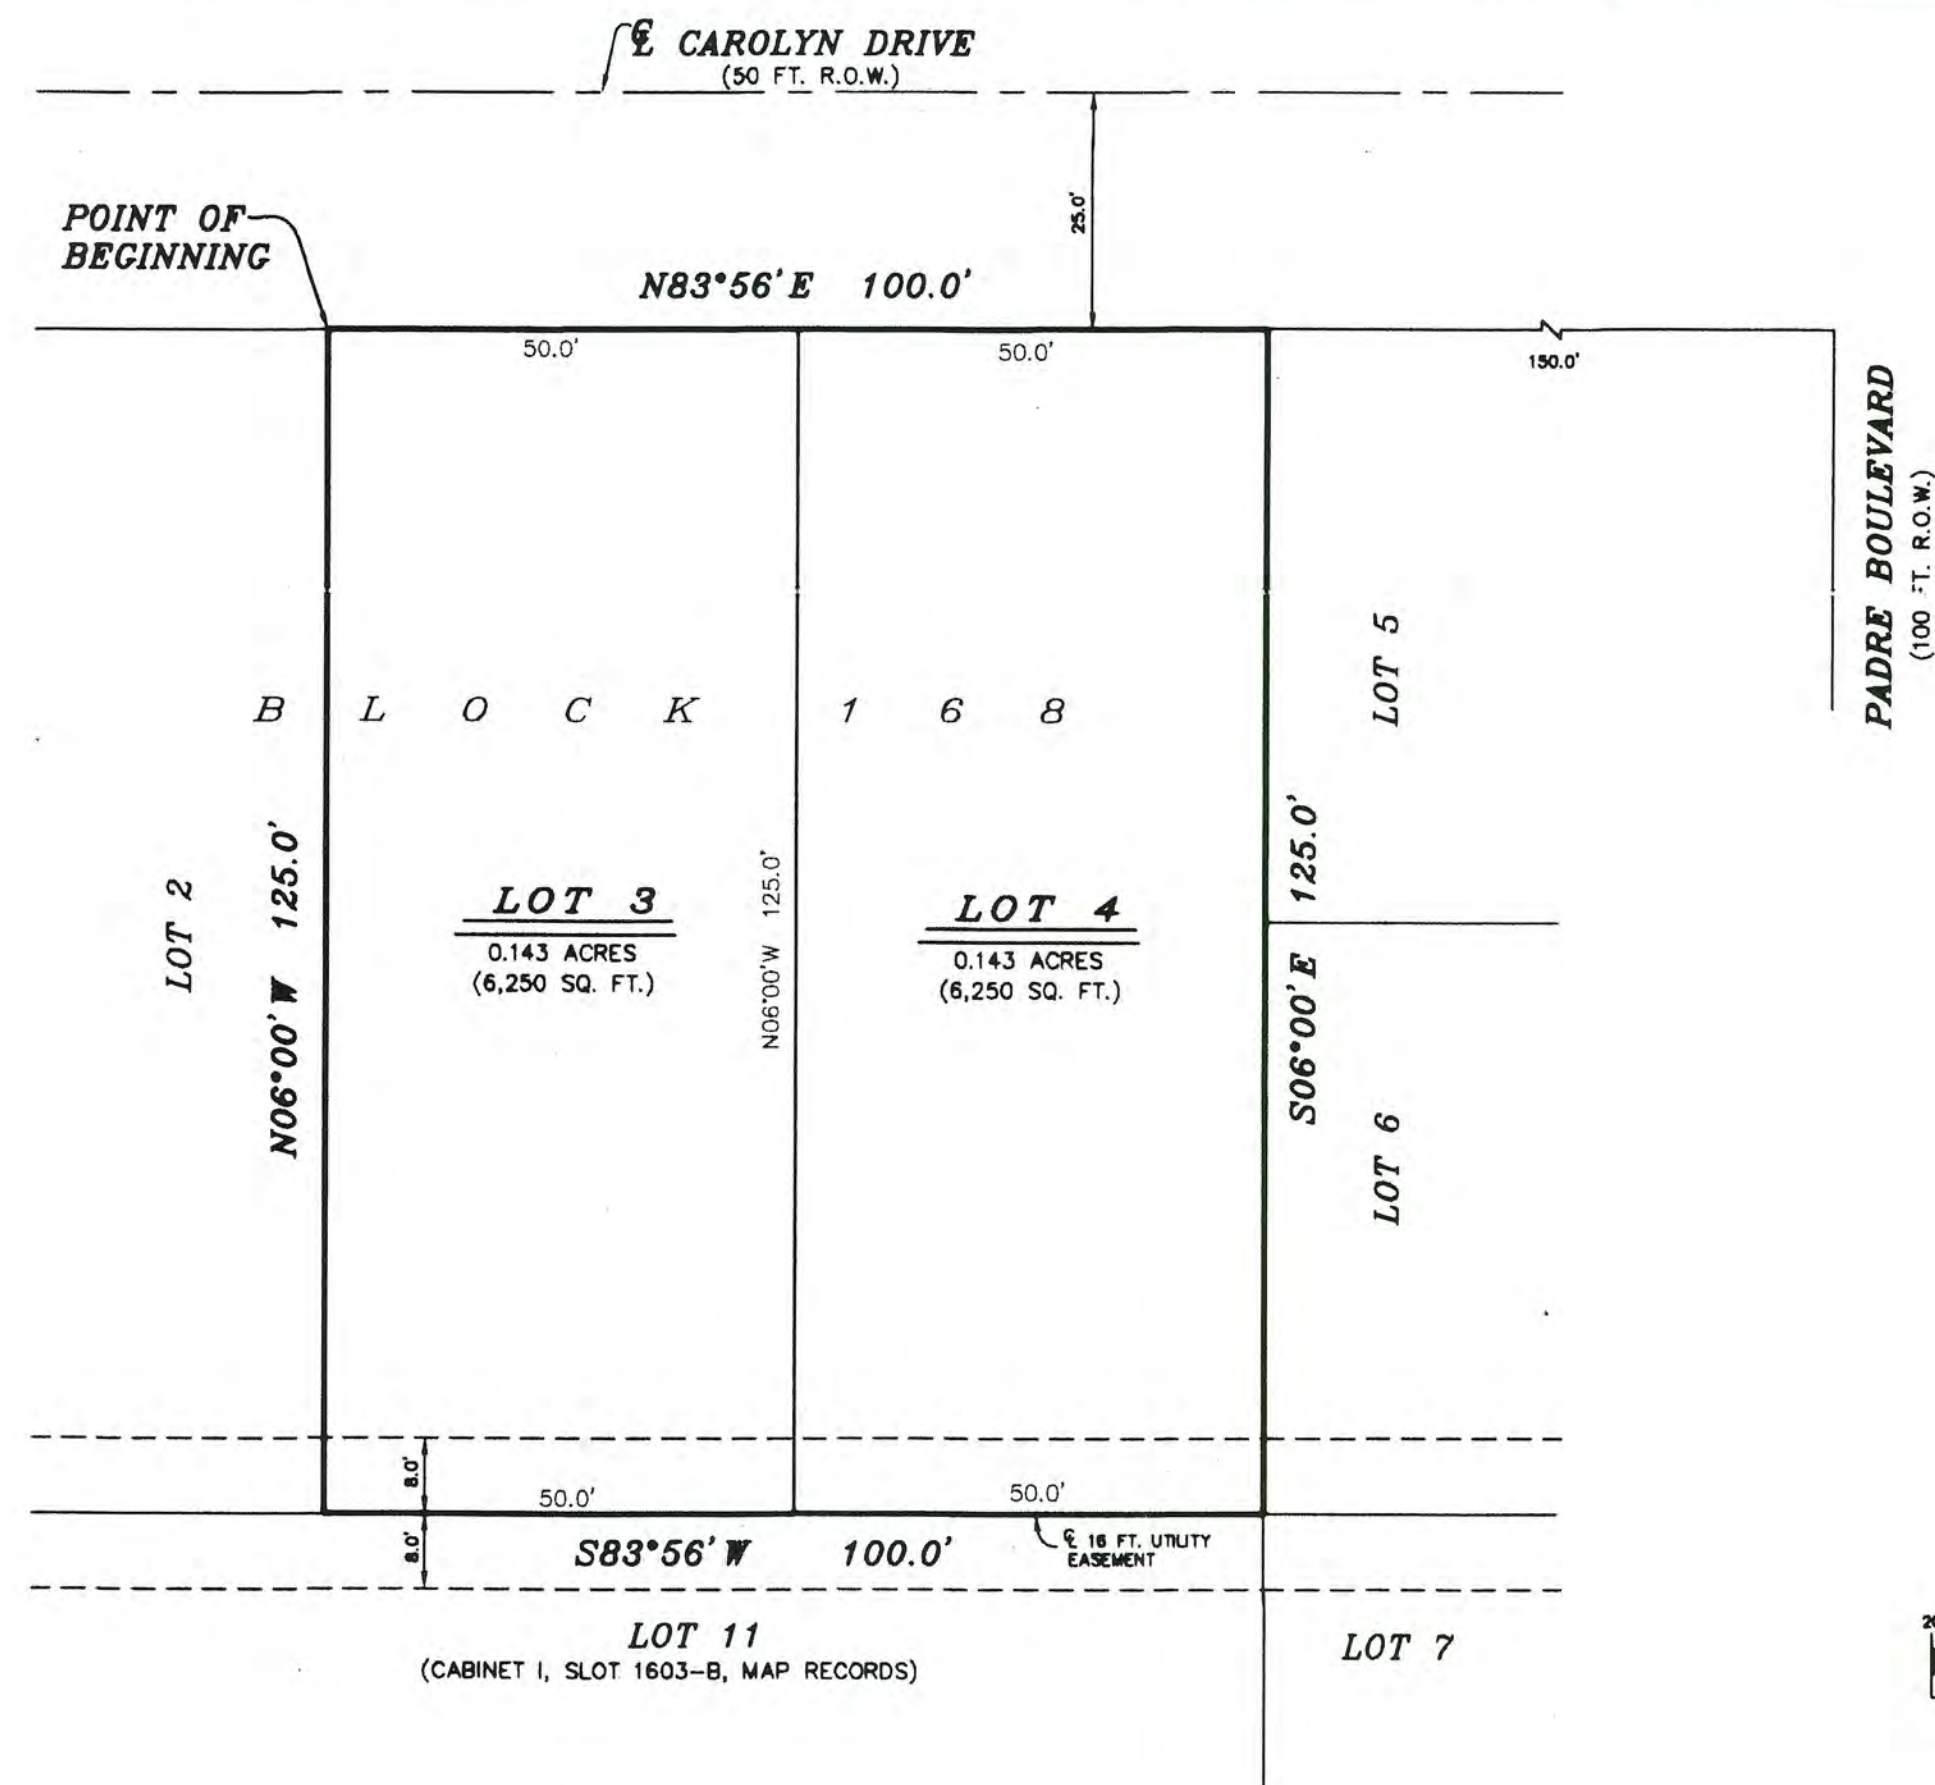 ℄ CAROLYN DRIVE
(50 FT. R.O.W.)
25.0'
POINT OF
BEGINNING
N83°56'E 100.0'
50.0'
50.0'
150.0'
PADRE BOULEVARD
(100 FT. R.O.W.)
LOT 5
BLOCK 168
LOT 2
N06°00'W 125.0'
LOT 3
0.143 ACRES
(6,250 SQ. FT.)
N06°00'W 125.0'
LOT 4
0.143 ACRES
(6,250 SQ. FT.)
S06°00'E 125.0'
LOT 6
8.0'
50.0'
50.0'
8.0'
S83°56'W 100.0'
℄ 16 FT. UTILITY
EASEMENT
LOT 11
(CABINET I, SLOT 1603-B, MAP RECORDS)
LOT 7